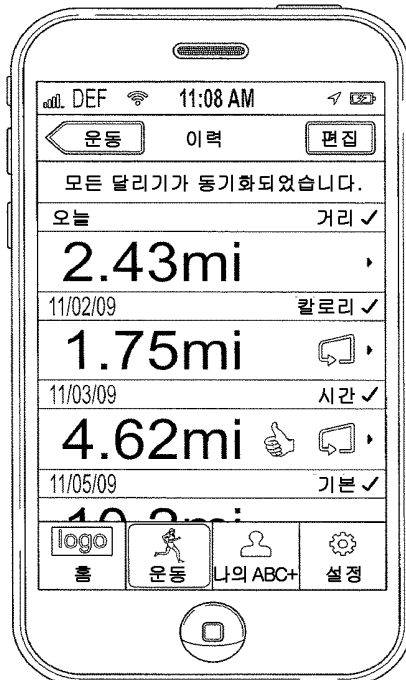 DEF 11:08 AM
운동 이력 편집
모든 달리기가 동기화되었습니다.
오늘 거리 ✓
2.43mi
11/02/09 칼로리 ✓
1.75mi
11/03/09 시간 ✓
4.62mi
11/05/09 기본 ✓
logo
홈 운동 나의 ABC+ 설정